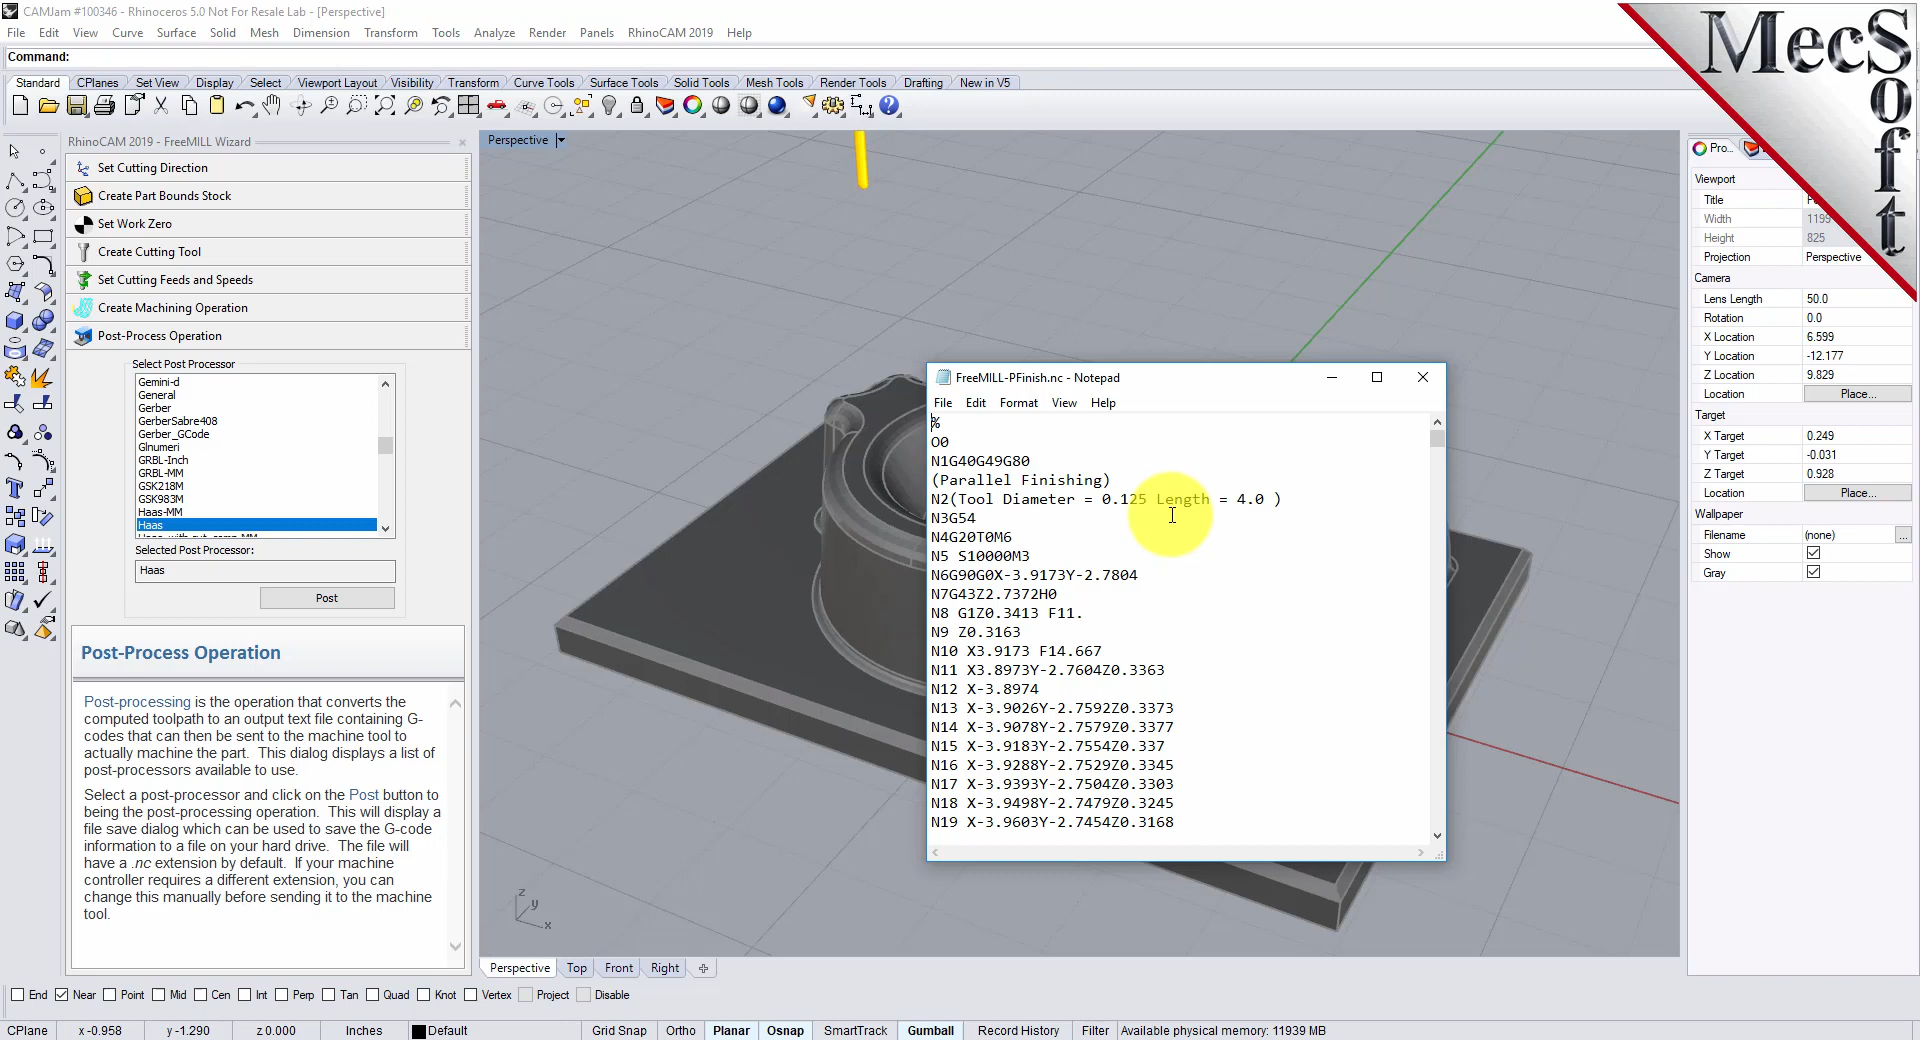 CAMJam #100346 - Rhinoceros 5.0 Not For Resale Lab - [Perspective]
File Edit View Curve Surface Solid Mesh Dimension Transform Tools Analyze Render Panels RhinoCAM 2019 Help
Command:
Standard CPlanes Set View Display Select Viewport Layout Visibility Transform Curve Tools Surface Tools Solid Tools Mesh Tools Render Tools Drafting New in V5
MecSoft
RhinoCAM 2019 - FreeMILL Wizard
Set Cutting Direction
Create Part Bounds Stock
Set Work Zero
Create Cutting Tool
Set Cutting Feeds and Speeds
Create Machining Operation
Post-Process Operation
Select Post Processor
Gemini-d
General
Gerber
GerberSabre408
Gerber_GCode
Glnumeri
GRBL-Inch
GRBL-MM
GSK218M
GSK983M
Haas-MM
Haas
Selected Post Processor:
Haas
Post
Post-Process Operation
Post-processing is the operation that converts the
computed toolpath to an output text file containing G-
codes that can then be sent to the machine tool to
actually machine the part. This dialog displays a list of
post-processors available to use.
Select a post-processor and click on the Post button to
being the post-processing operation. This will display a
file save dialog which can be used to save the G-code
information to a file on your hard drive. The file will
have a .nc extension by default. If your machine
controller requires a different extension, you can
change this manually before sending it to the machine
tool.
Perspective
FreeMILL-PFinish.nc - Notepad
File Edit Format View Help
%
O0
N1G40G49G80
(Parallel Finishing)
N2(Tool Diameter = 0.125 Length = 4.0 )
N3G54
N4G20T0M6
N5 S10000M3
N6G90G0X-3.9173Y-2.7804
N7G43Z2.7372H0
N8 G1Z0.3413 F11.
N9 Z0.3163
N10 X3.9173 F14.667
N11 X3.8973Y-2.7604Z0.3363
N12 X-3.8974
N13 X-3.9026Y-2.7592Z0.3373
N14 X-3.9078Y-2.7579Z0.3377
N15 X-3.9183Y-2.7554Z0.337
N16 X-3.9288Y-2.7529Z0.3345
N17 X-3.9393Y-2.7504Z0.3303
N18 X-3.9498Y-2.7479Z0.3245
N19 X-3.9603Y-2.7454Z0.3168
z
y
x
Perspective Top Front Right
Pro...
Viewport
Title
Width 1199
Height 825
Projection Perspective
Camera
Lens Length 50.0
Rotation 0.0
X Location 6.599
Y Location -12.177
Z Location 9.829
Location Place...
Target
X Target 0.249
Y Target -0.031
Z Target 0.928
Location Place...
Wallpaper
Filename (none) ...
Show
Gray
End Near Point Mid Cen Int Perp Tan Quad Knot Vertex Project Disable
CPlane x -0.958 y -1.290 z 0.000 Inches Default Grid Snap Ortho Planar Osnap SmartTrack Gumball Record History Filter Available physical memory: 11939 MB